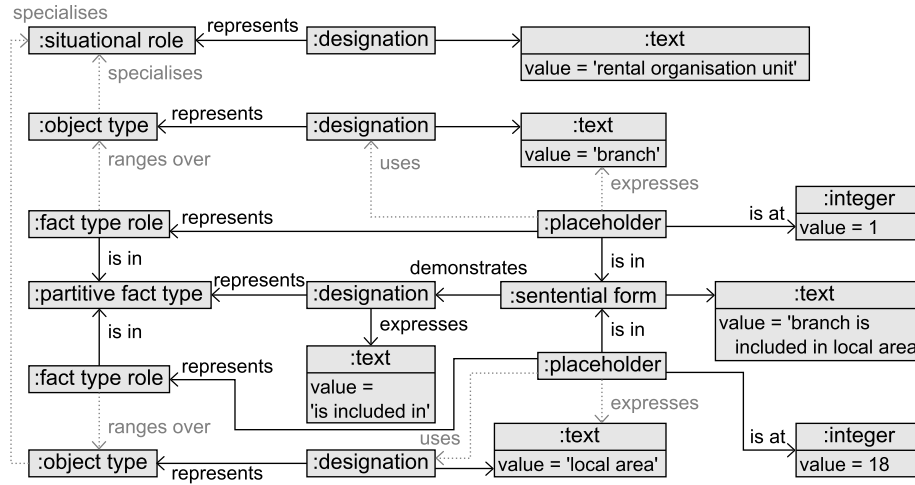 specialises
:situational role
represents
:designation
:text
value = 'rental organisation unit'
specialises
:object type
represents
:designation
:text
value = 'branch'
ranges over
uses
expresses
:fact type role
represents
:placeholder
is at
:integer
value = 1
is in
is in
:partitive fact type
represents
:designation
demonstrates
:sentential form
:text
value = 'branch is
included in local area
is in
expresses
is in
:fact type role
represents
:text
value =
'is included in'
:placeholder
ranges over
uses
expresses
is at
:object type
represents
:designation
:text
value = 'local area'
:integer
value = 18